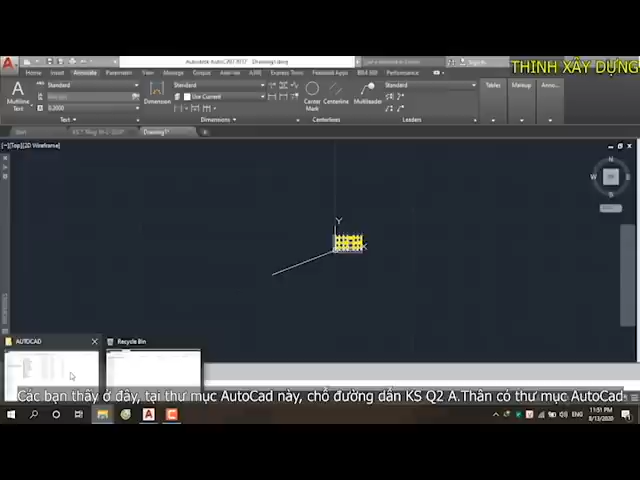 Autodesk AutoCAD 2017 Drawing1.dwg
THỊNH XÂY DỰNG
Home Insert Annotate Parametric View Manage Output Add-ins A360 Express Tools Featured Apps BIM 360 Performance
Standard
Standard
Standard
Use Current
0.2000
Multiline Text
Dimension
Center Mark
Centerline
Multileader
Tables
Markup
Text
Dimensions
Centerlines
Leaders
Start
Drawing1*
[−][Top][2D Wireframe]
N
W
E
S
Y
X
AUTOCAD
Recycle Bin
Các bạn thấy ở đây, tại thư mục AutoCad này, chỗ đường dẫn KS Q2 A.Thân có thư mục AutoCad
ENG
11:51 PM
8/13/2020